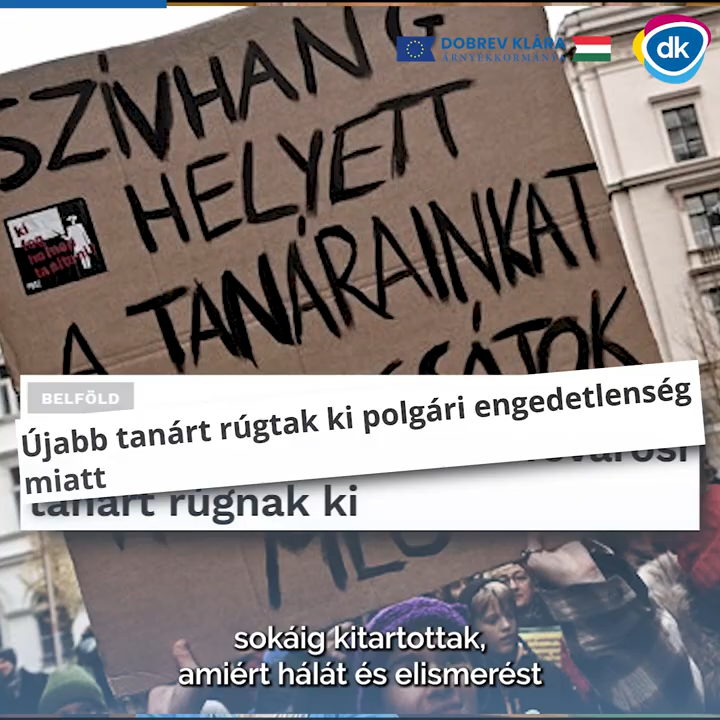 DOBREV KLÁRA
ÁRNYÉKKORMÁNY
dk
SZÍVHANG
HELYETT
A TANÁRAINKAT
BELFÖLD
Újabb tanárt rúgtak ki polgári engedetlenség
miatt
tanárt rúgnak ki
sokáig kitartottak,
amiért hálát és elismerést